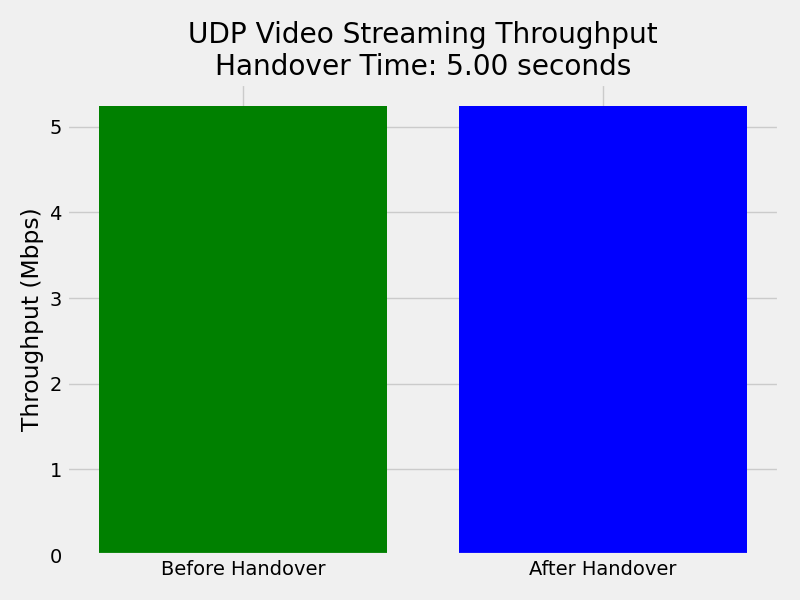 UDP Video Streaming Throughput
Handover Time: 5.00 seconds
Throughput (Mbps)
5
4
3
2
1
0
Before Handover
After Handover